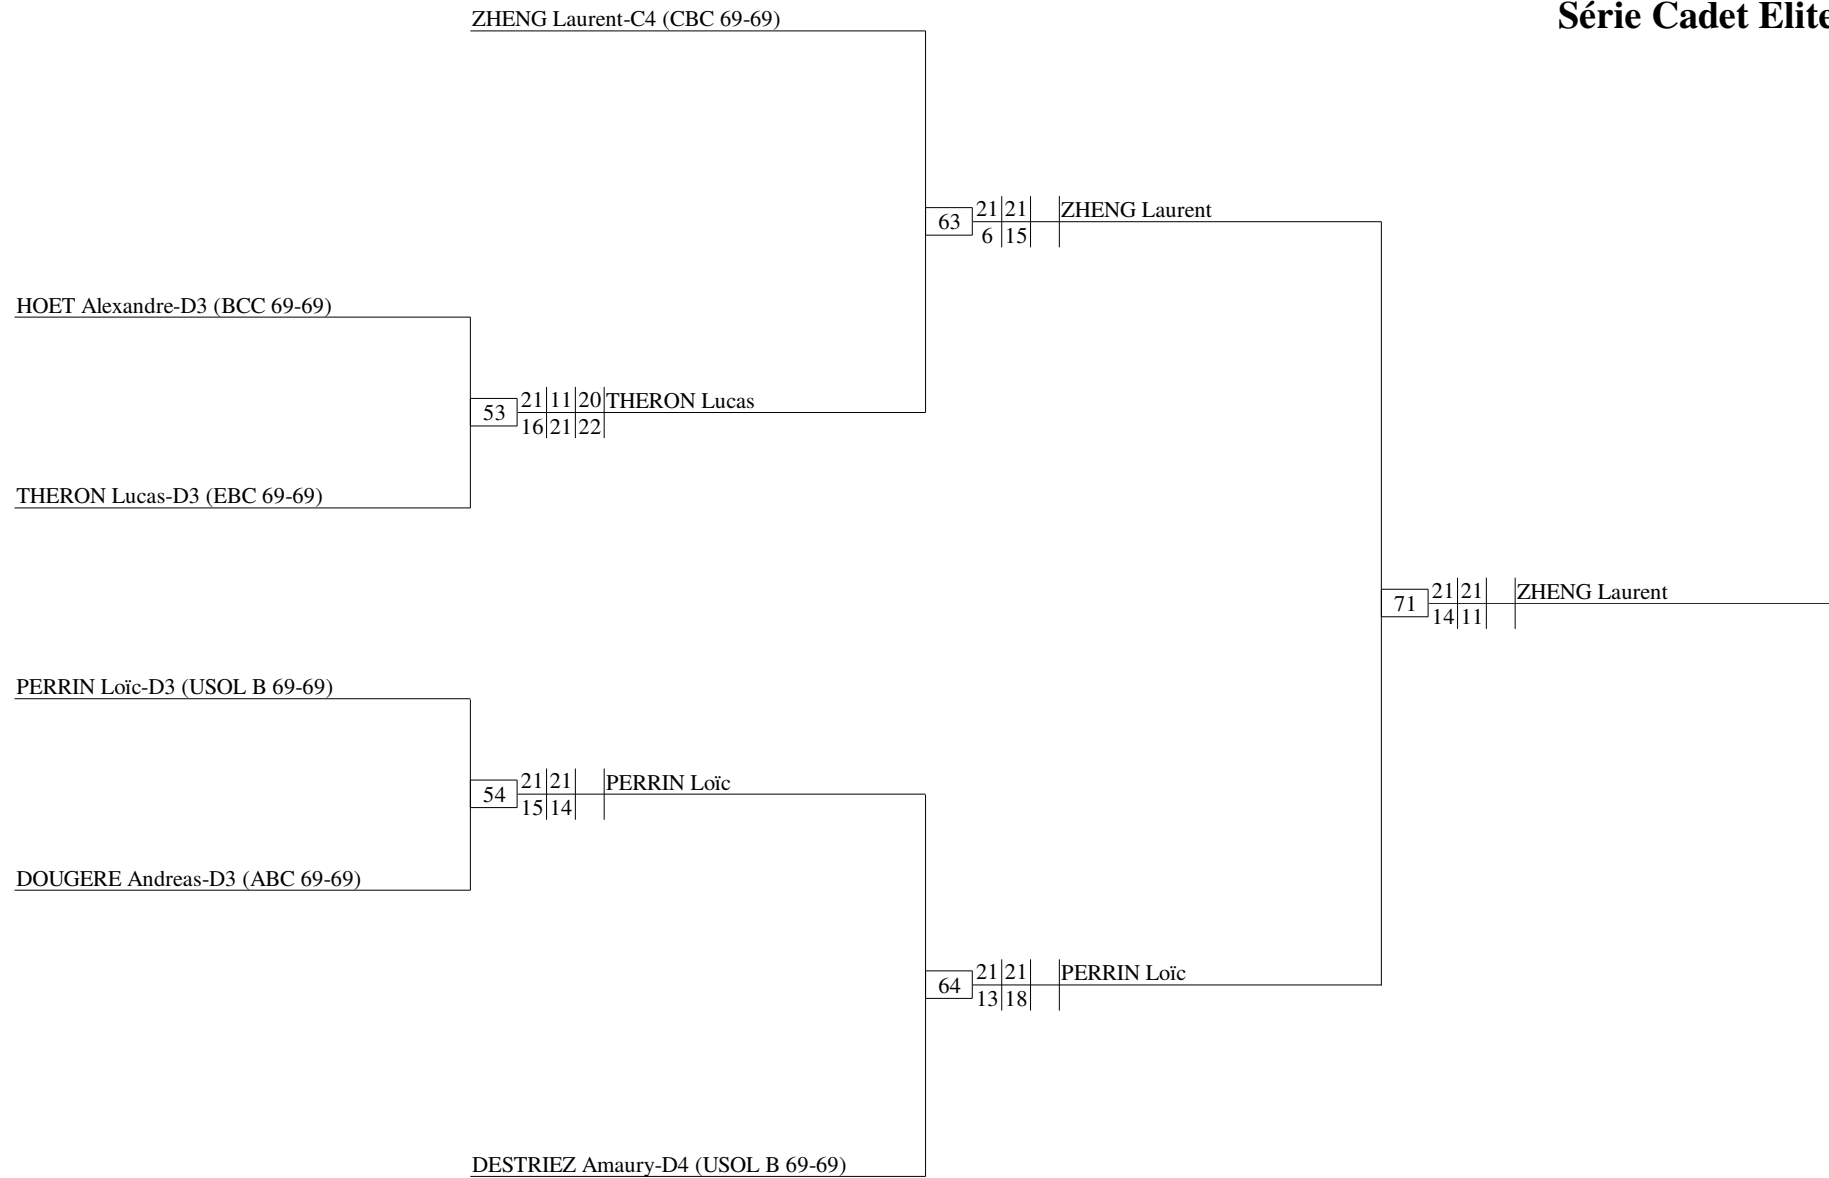 ZHENG Laurent-C4 (CBC 69-69)
Série Cadet Elite
21 21 ZHENG Laurent
63
6 15
HOET Alexandre-D3 (BCC 69-69)
21 11 20 THERON Lucas
53
16 21 22
THERON Lucas-D3 (EBC 69-69)
21 21 ZHENG Laurent
71
14 11
PERRIN Loïc-D3 (USOL B 69-69)
21 21 PERRIN Loïc
54
15 14
DOUGERE Andreas-D3 (ABC 69-69)
21 21 PERRIN Loïc
64
13 18
DESTRIEZ Amaury-D4 (USOL B 69-69)